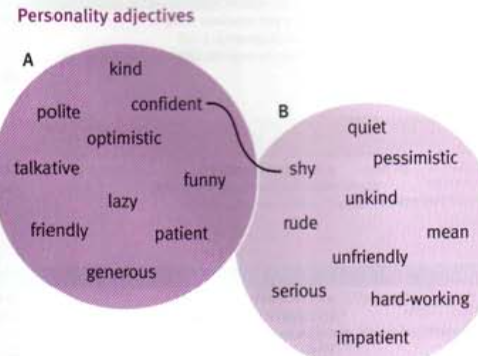 Personality adjectives
A
kind
polite
confident
optimistic
talkative
funny
lazy
friendly
patient
generous
B
quiet
pessimistic
shy
unkind
rude
mean
unfriendly
serious
hard-working
impatient